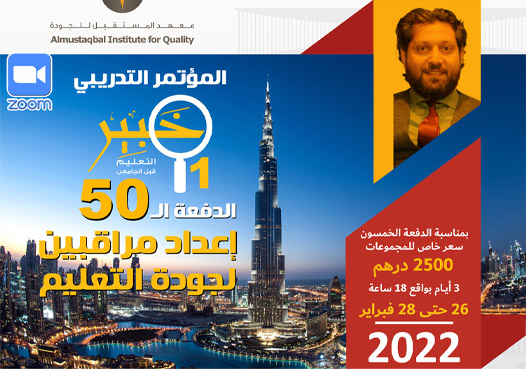 معهد المستقبل للجودة
Almustaqbal Institute for Quality
zoom
المؤتمر التدريبي
خبير
التعليم
قبل الجامعي
1
الدفعة الـ 50
إعداد مراقبين
لجودة التعليم
بمناسبة الدفعة الخمسون
سعر خاص للمجموعات
2500 درهم
3 أيام بواقع 18 ساعة
26 حتى 28 فبراير
2022